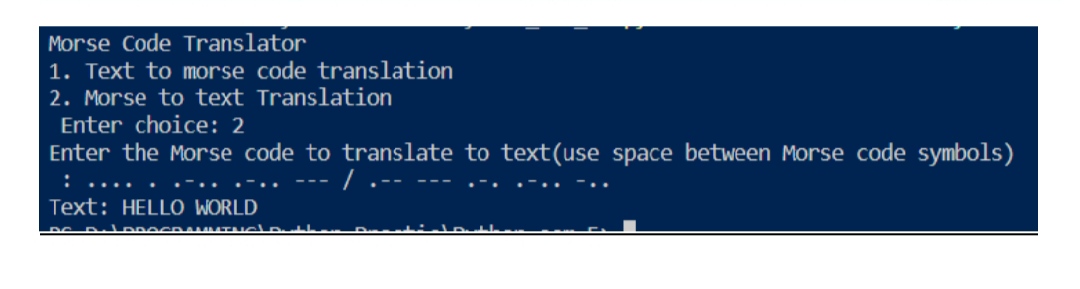 Morse Code Translator
1. Text to morse code translation
2. Morse to text Translation
Enter choice: 2
Enter the Morse code to translate to text(use space between Morse code symbols)
: .... . .-.. .-.. --- / .-- --- .-. .-.. -..
Text: HELLO WORLD